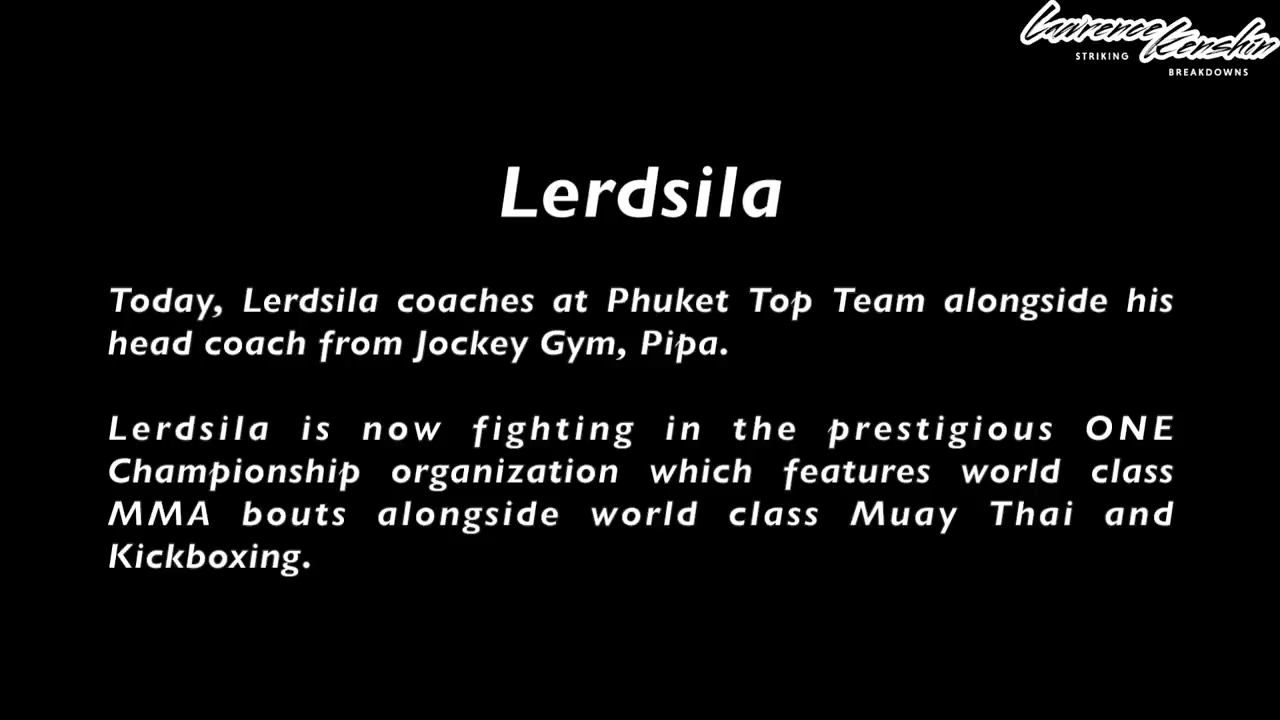 Lawrence Kenshin
STRIKING
BREAKDOWNS
Lerdsila
Today, Lerdsila coaches at Phuket Top Team alongside his
head coach from Jockey Gym, Pipa.
Lerdsila is now fighting in the prestigious ONE
Championship organization which features world class
MMA bouts alongside world class Muay Thai and
Kickboxing.